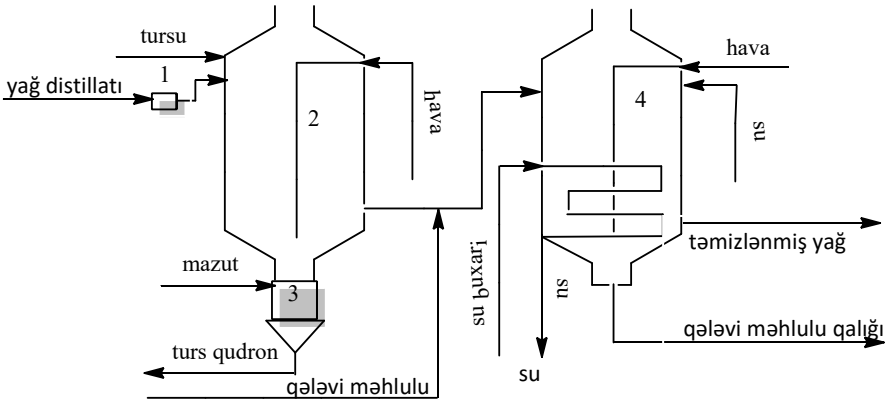 tursu
1
yağ distillatı
2
hava
mazut
3
turs qudron
qələvi məhlulu
hava
4
su
su buxarı
su
su
təmizlənmiş yağ
qələvi məhlulu qalığı